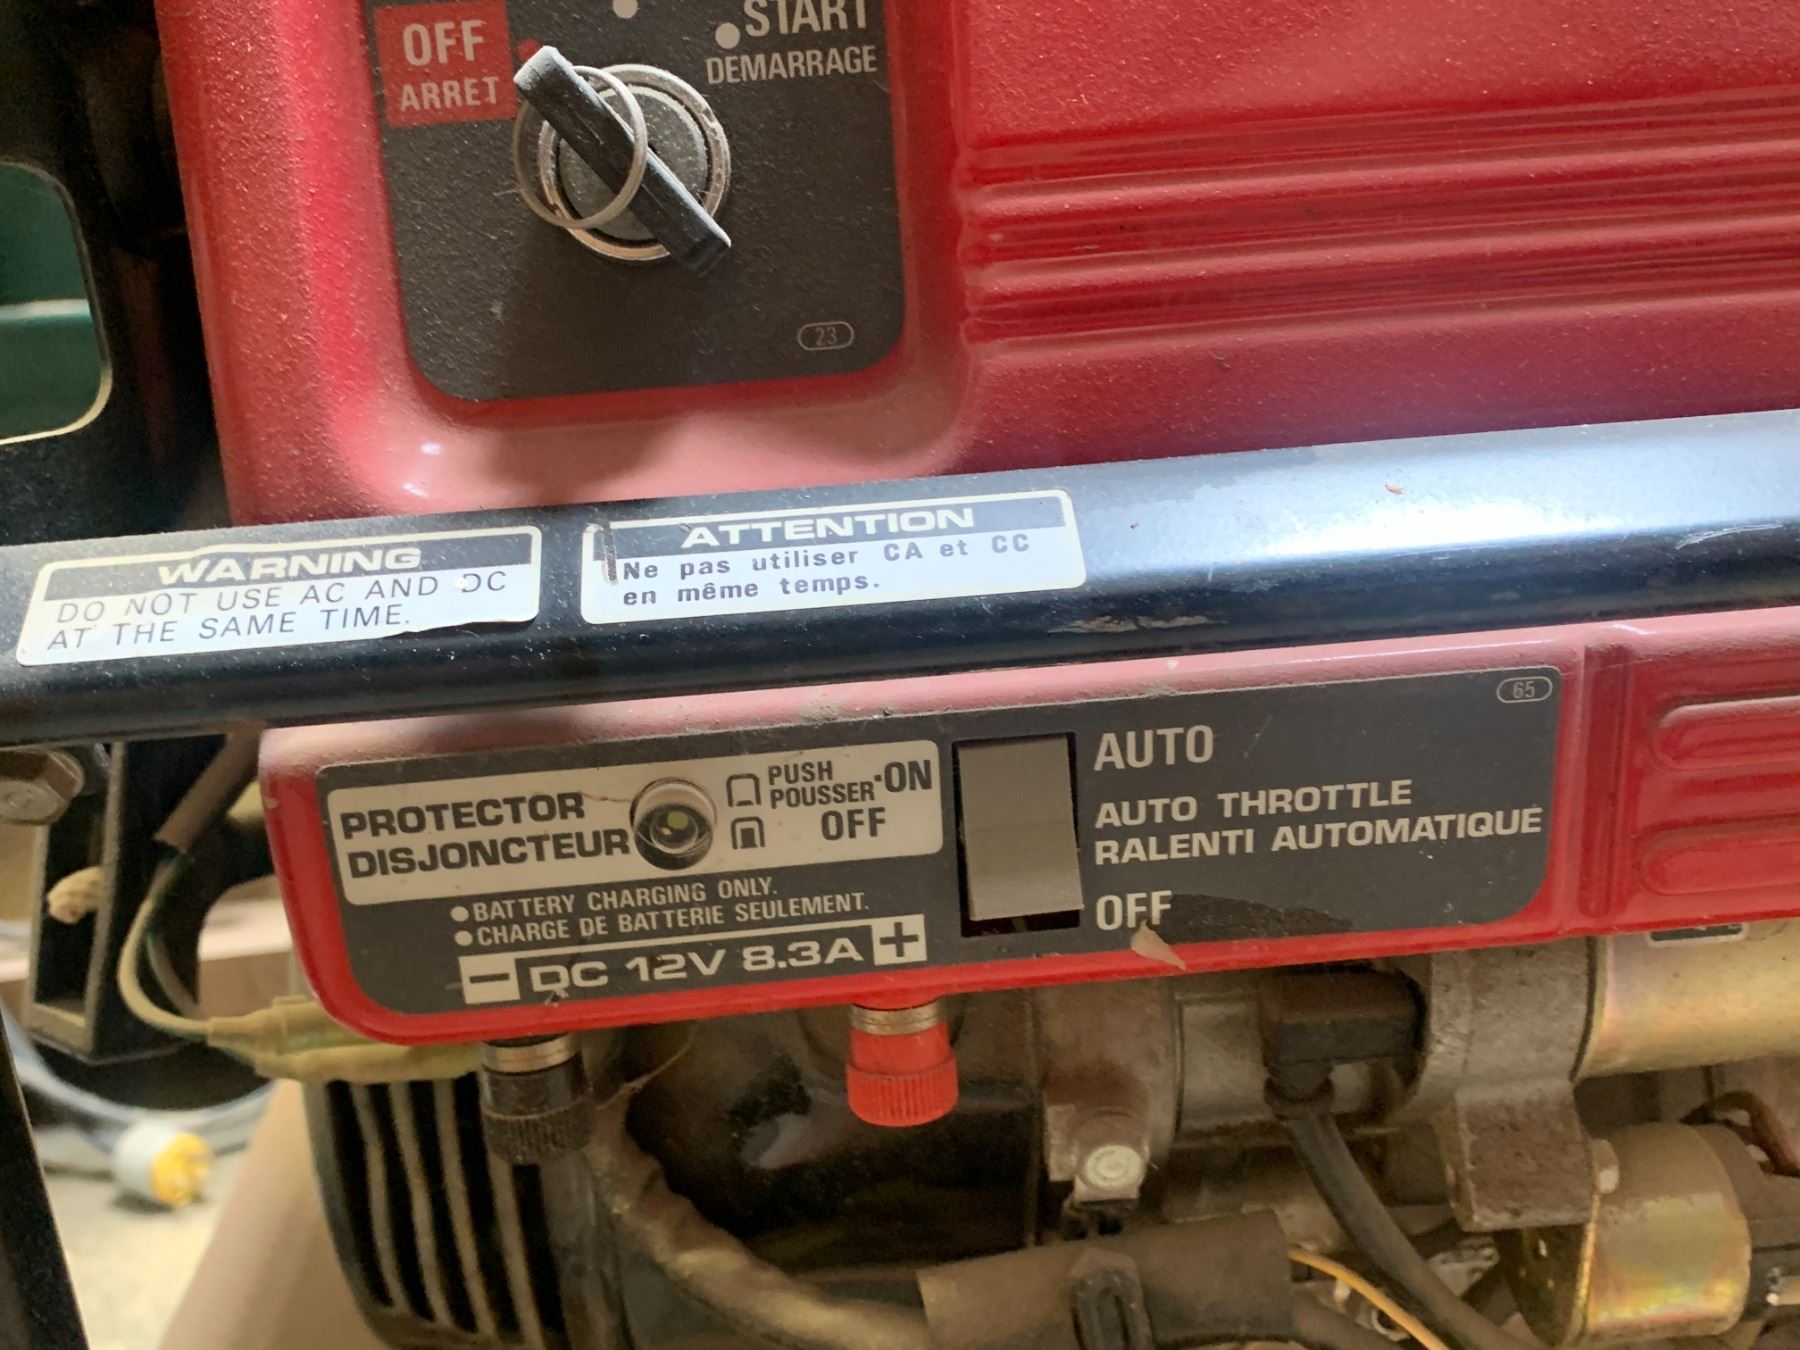 OFF
ARRET
START
DEMARRAGE
23
WARNING
DO NOT USE AC AND DC
AT THE SAME TIME.
ATTENTION
Ne pas utiliser CA et CC
en même temps.
65
PROTECTOR
DISJONCTEUR
PUSH
POUSSER
·ON
OFF
AUTO
AUTO THROTTLE
RALENTI AUTOMATIQUE
OFF
●BATTERY CHARGING ONLY.
●CHARGE DE BATTERIE SEULEMENT.
− DC 12V 8.3A +